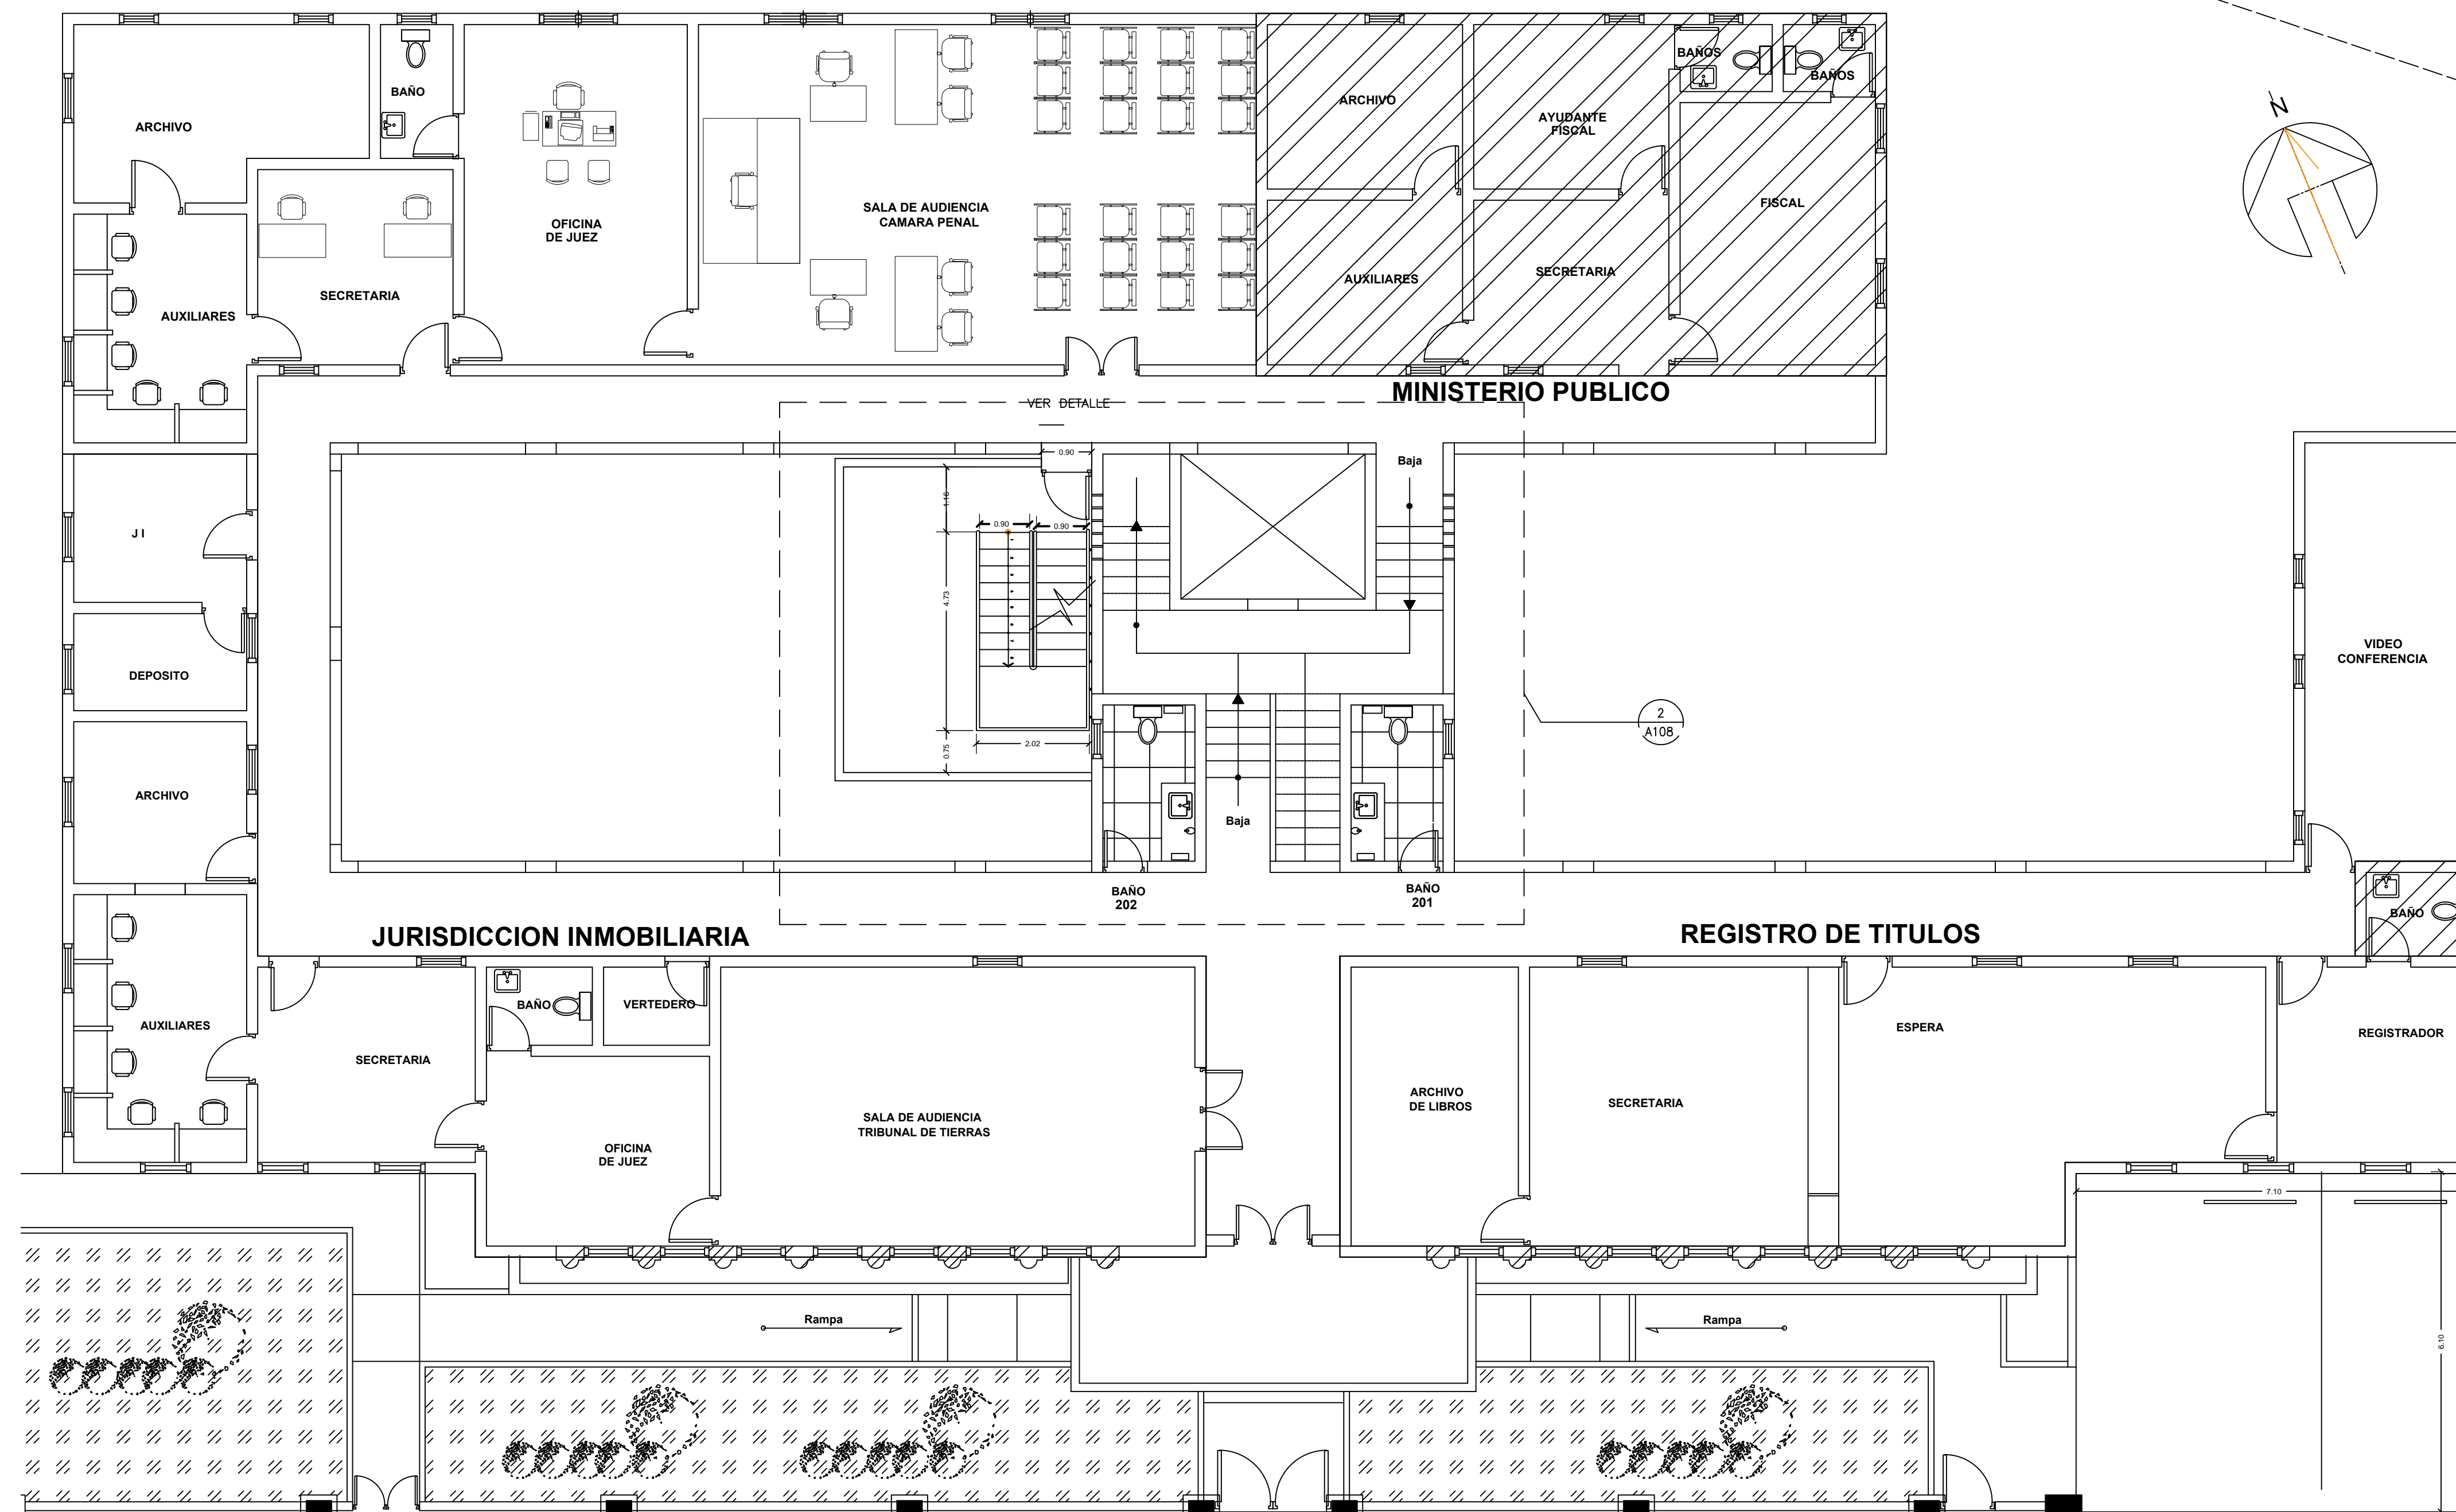 N
BAÑO
BAÑOS
BAÑOS
ARCHIVO
ARCHIVO
AYUDANTE
FISCAL
OFICINA
DE JUEZ
SALA DE AUDIENCIA
CAMARA PENAL
FISCAL
SECRETARIA
AUXILIARES
AUXILIARES
SECRETARIA
MINISTERIO PUBLICO
VER DETALLE
0.90
Baja
1.16
0.90
0.90
J I
4.73
DEPOSITO
VIDEO
CONFERENCIA
2
A108
2.02
0.75
ARCHIVO
Baja
BAÑO
202
BAÑO
201
BAÑO
JURISDICCION INMOBILIARIA
REGISTRO DE TITULOS
BAÑO
VERTEDERO
AUXILIARES
ESPERA
REGISTRADOR
SECRETARIA
ARCHIVO
DE LIBROS
SECRETARIA
SALA DE AUDIENCIA
TRIBUNAL DE TIERRAS
OFICINA
DE JUEZ
7.10
Rampa
Rampa
6.10